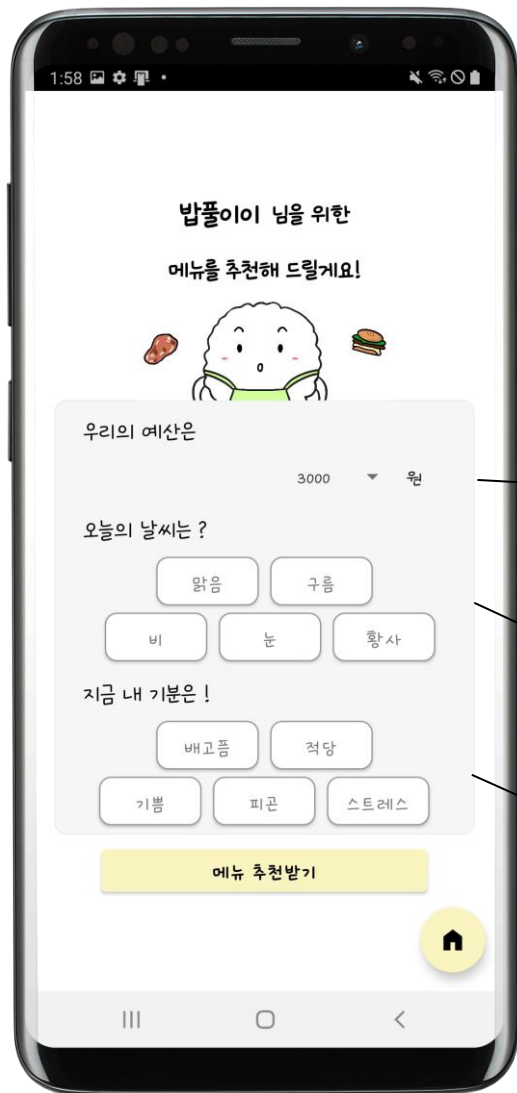 1:58
밥풀이이 님을 위한
메뉴를 추천해 드릴게요!
우리의 예산은
3000 원
오늘의 날씨는 ?
맑음 구름
비 눈 황사
지금 내 기분은 !
배고픔 적당
기쁨 피곤 스트레스
메뉴 추천받기